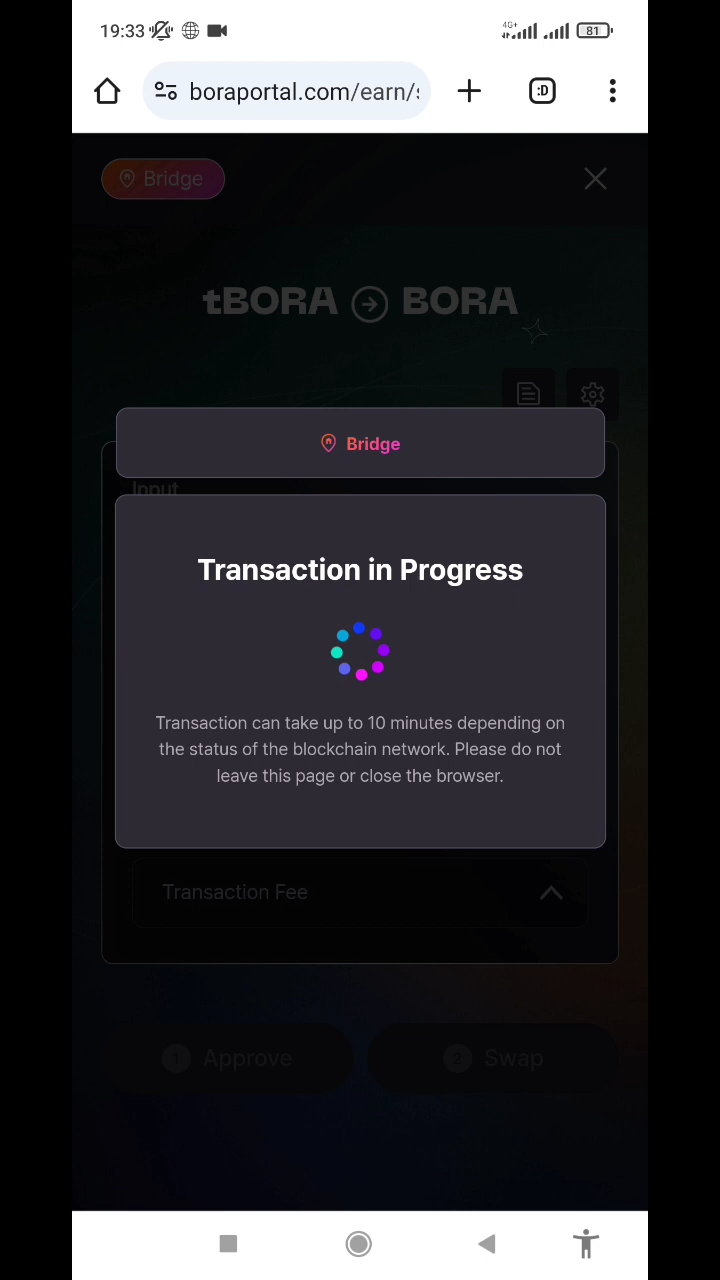 19:33
4G+
81
boraportal.com/earn/
:D
Bridge
tBORA BORA
Bridge
Input
Transaction in Progress
Transaction can take up to 10 minutes depending on
the status of the blockchain network. Please do not
leave this page or close the browser.
Transaction Fee
1 Approve 2 Swap